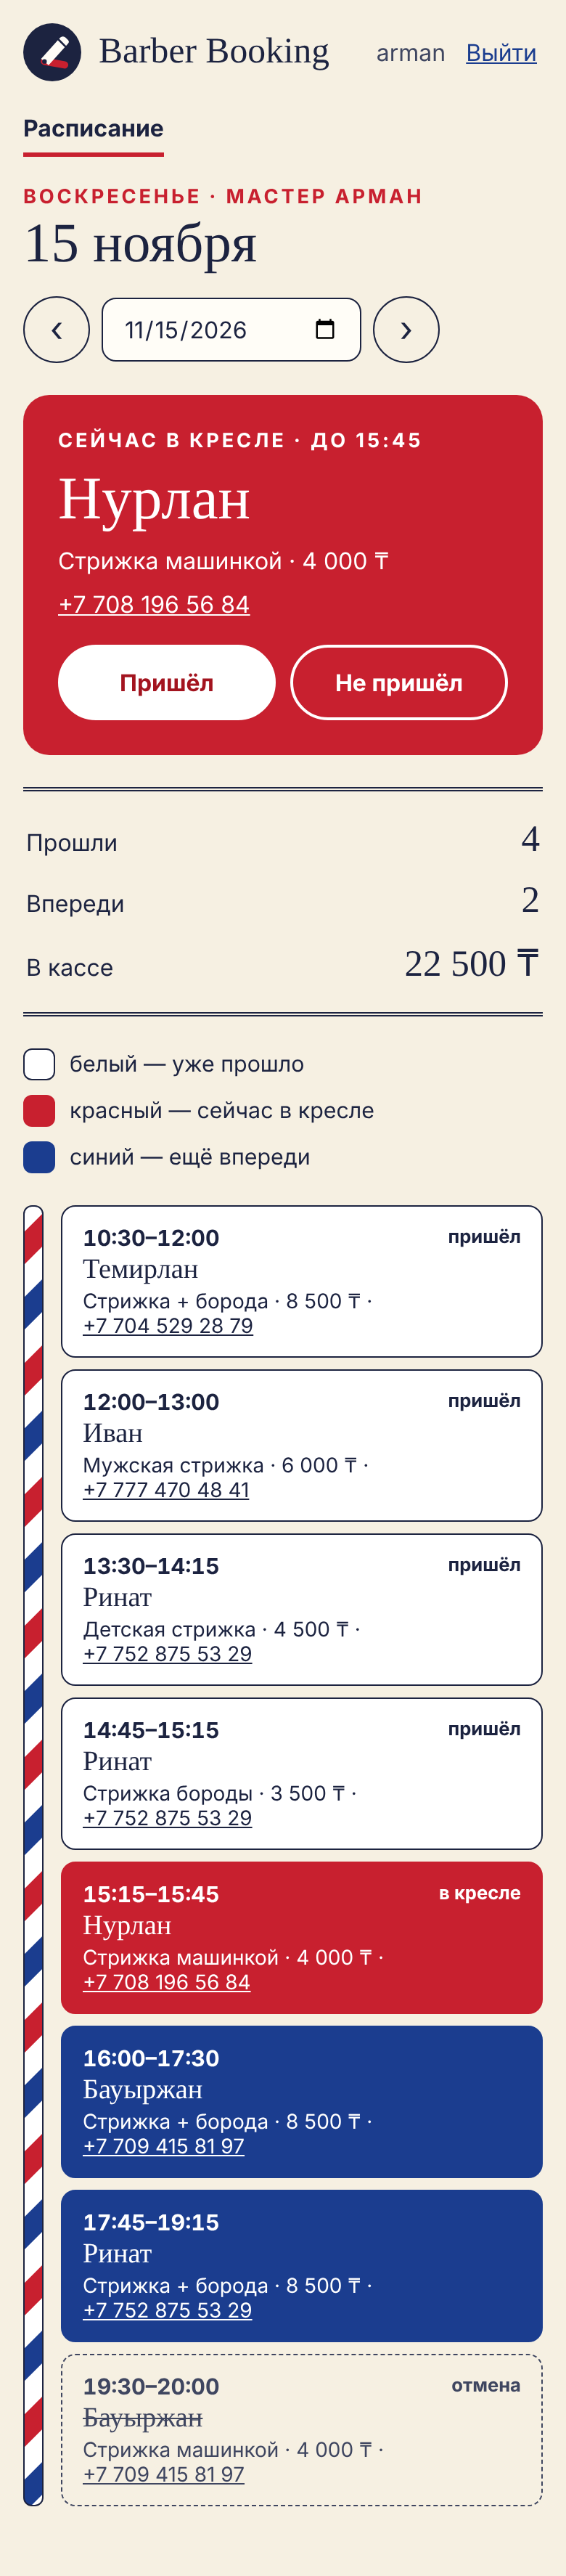 Barber Booking arman Выйти
Расписание
ВОСКРЕСЕНЬЕ · МАСТЕР АРМАН
15 ноября
‹ 11/15/2026 ›
СЕЙЧАС В КРЕСЛЕ · ДО 15:45
Нурлан
Стрижка машинкой · 4 000 ₸
+7 708 196 56 84
Пришёл Не пришёл
Прошли 4
Впереди 2
В кассе 22 500 ₸
белый — уже прошло
красный — сейчас в кресле
синий — ещё впереди
10:30–12:00 пришёл
Темирлан
Стрижка + борода · 8 500 ₸ ·
+7 704 529 28 79
12:00–13:00 пришёл
Иван
Мужская стрижка · 6 000 ₸ ·
+7 777 470 48 41
13:30–14:15 пришёл
Ринат
Детская стрижка · 4 500 ₸ ·
+7 752 875 53 29
14:45–15:15 пришёл
Ринат
Стрижка бороды · 3 500 ₸ ·
+7 752 875 53 29
15:15–15:45 в кресле
Нурлан
Стрижка машинкой · 4 000 ₸ ·
+7 708 196 56 84
16:00–17:30
Бауыржан
Стрижка + борода · 8 500 ₸ ·
+7 709 415 81 97
17:45–19:15
Ринат
Стрижка + борода · 8 500 ₸ ·
+7 752 875 53 29
19:30–20:00 отмена
Бауыржан
Стрижка машинкой · 4 000 ₸ ·
+7 709 415 81 97